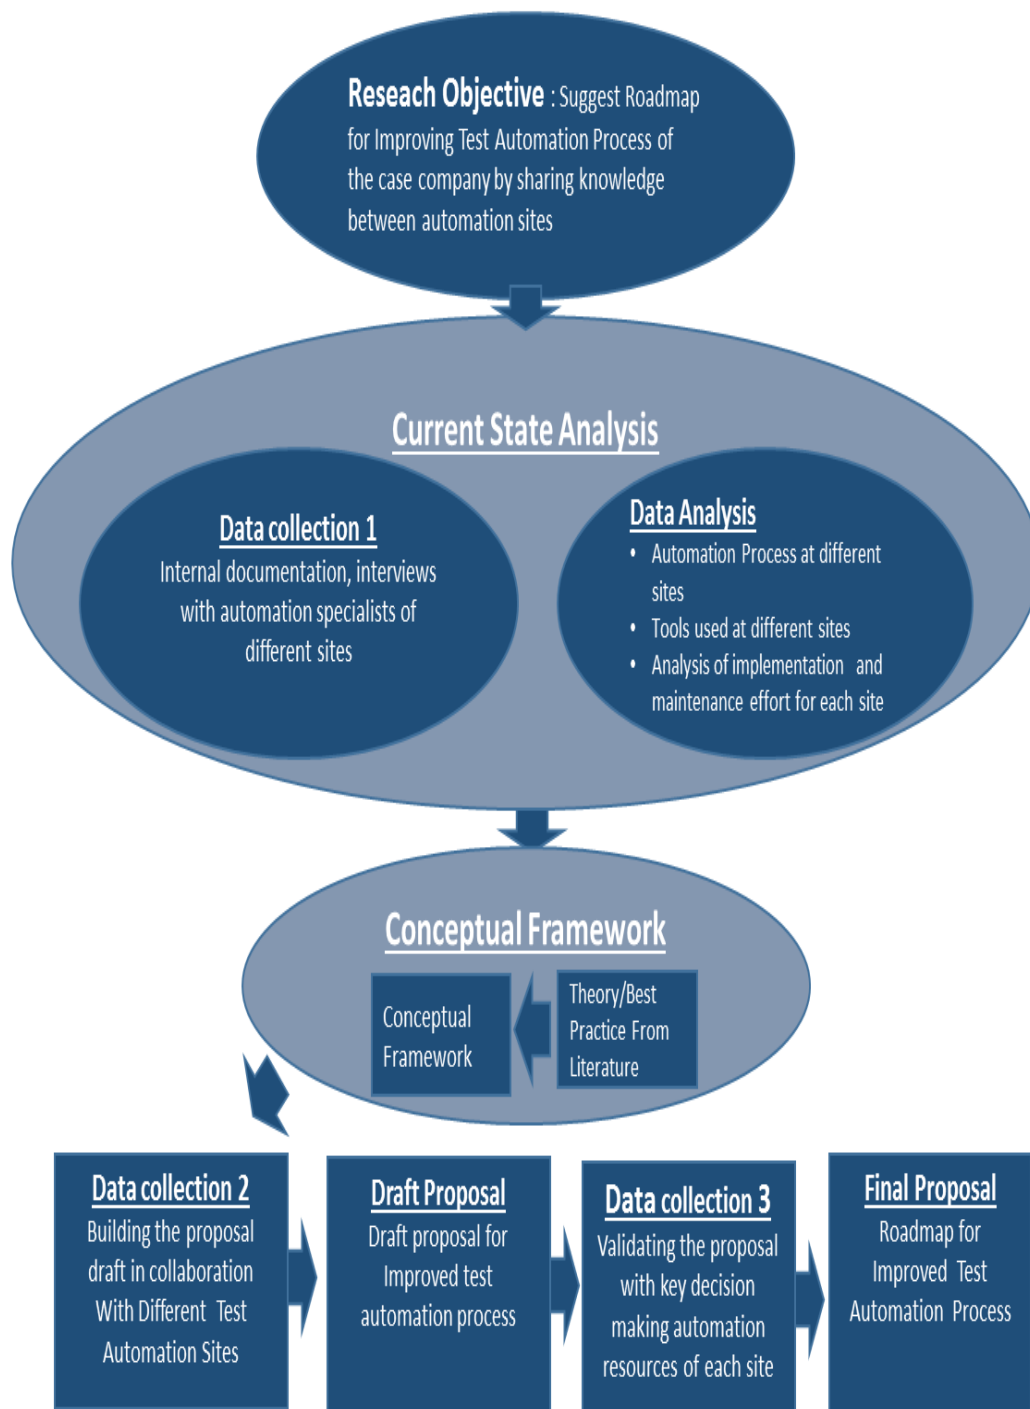 Reseach Objective : Suggest Roadmap
for Improving Test Automation Process of
the case company by sharing knowledge
between automation sites
Current State Analysis
Data collection 1
Internal documentation, interviews
with automation specialists of
different sites
Data Analysis
• Automation Process at different
sites
• Tools used at different sites
• Analysis of implementation and
maintenance effort for each site
Conceptual Framework
Conceptual
Framework
Theory/Best
Practice From
Literature
Data collection 2
Building the proposal
draft in collaboration
With Different Test
Automation Sites
Draft Proposal
Draft proposal for
Improved test
automation process
Data collection 3
Validating the proposal
with key decision
making automation
resources of each site
Final Proposal
Roadmap for
Improved Test
Automation Process